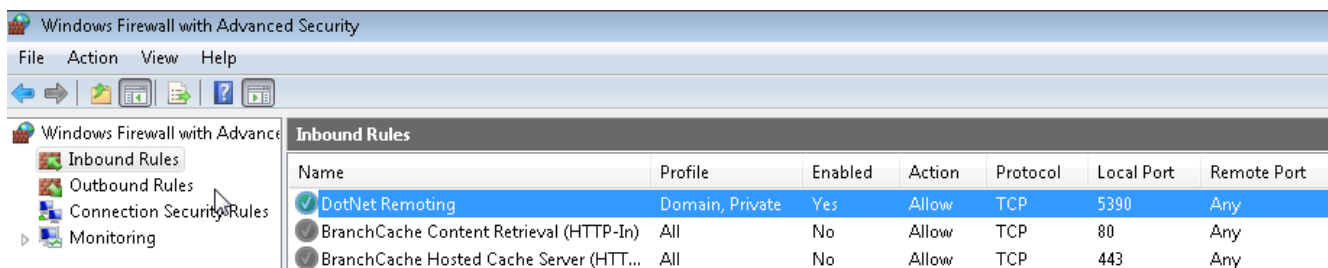 Windows Firewall with Advanced Security
File Action View Help
Windows Firewall with Advance
Inbound Rules
Outbound Rules
Connection Security Rules
Monitoring
Inbound Rules
Name Profile Enabled Action Protocol Local Port Remote Port
DotNet Remoting Domain, Private Yes Allow TCP 5390 Any
BranchCache Content Retrieval (HTTP-In) All No Allow TCP 80 Any
BranchCache Hosted Cache Server (HTT... All No Allow TCP 443 Any